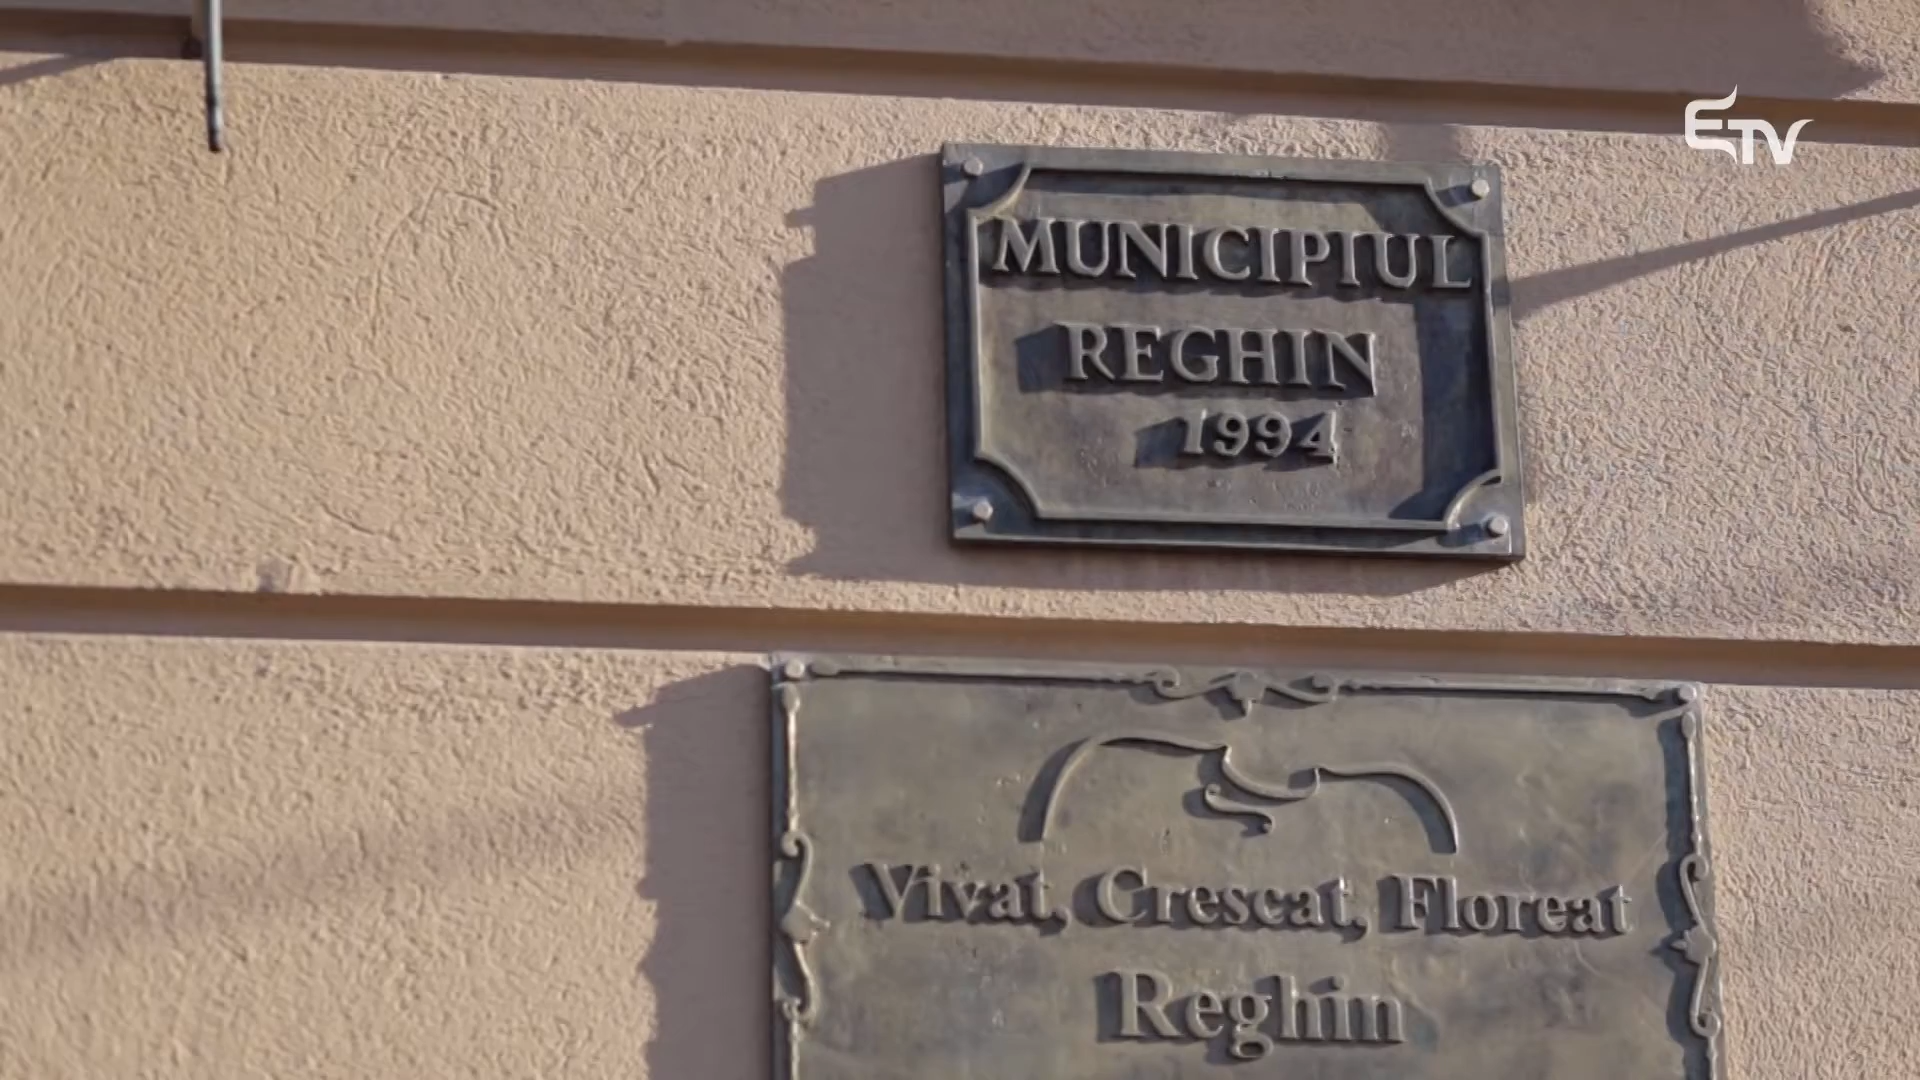 ETV
MUNICIPIUL
REGHIN
1994
Vivat, Crescat, Floreat
Reghin